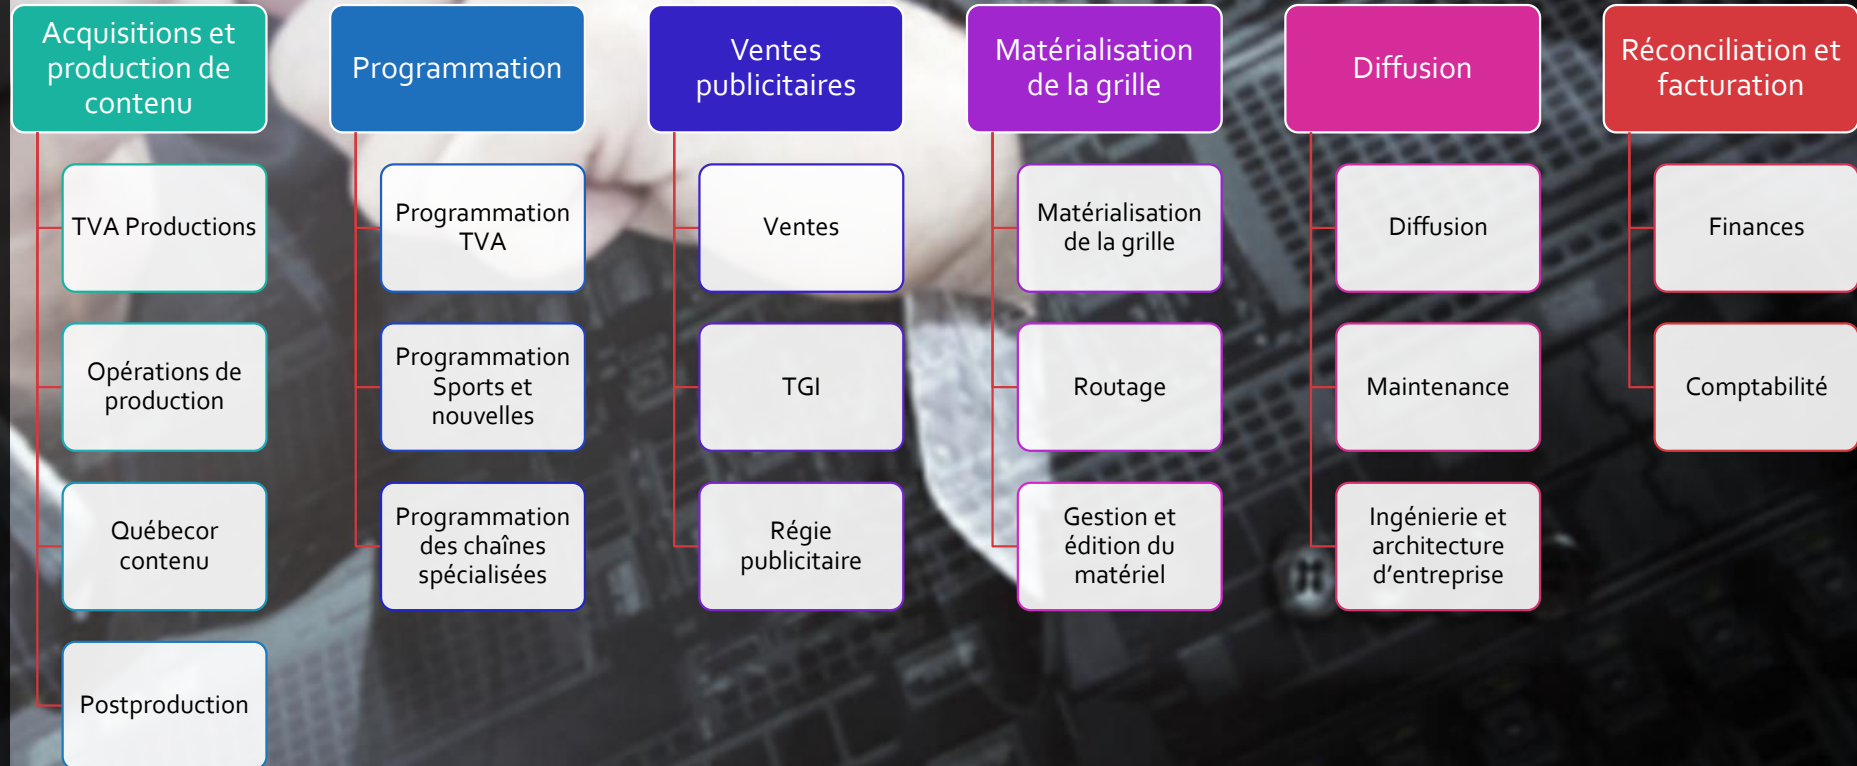 Acquisitions et
production de
contenu
TVA Productions
Opérations de
production
Québecor
contenu
Postproduction
Programmation
Programmation
TVA
Programmation
Sports et
nouvelles
Programmation
des chaînes
spécialisées
Ventes
publicitaires
Ventes
TGI
Régie
publicitaire
Matérialisation
de la grille
Matérialisation
de la grille
Routage
Gestion et
édition du
matériel
Diffusion
Diffusion
Maintenance
Ingénierie et
architecture
d’entreprise
Réconciliation et
facturation
Finances
Comptabilité